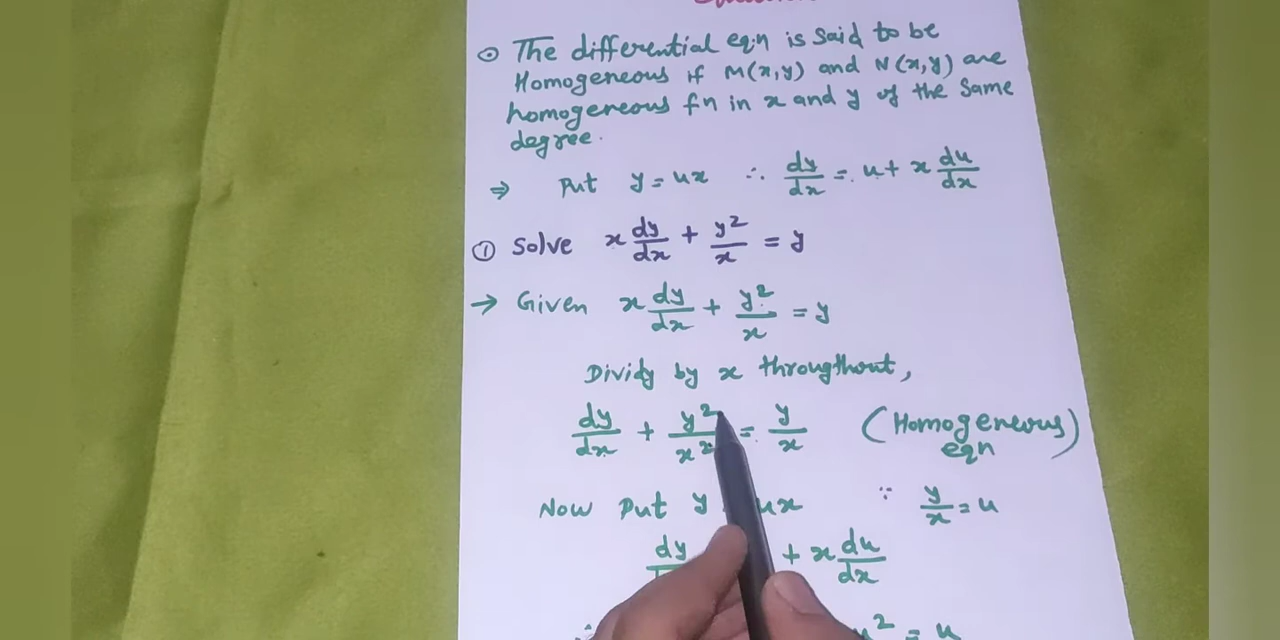 ⊙ The differential eqn is said to be
Homogeneous if M(x,y) and N(x,y) are
homogeneous fn in x and y of the same
degree.
⇒ Put y = ux ∴ dy/dx = u + x du/dx
① Solve x dy/dx + y²/x = y
→ Given x dy/dx + y²/x = y
Dividy by x throughout,
dy/dx + y²/x² = y/x (Homogeneous eqn)
Now Put y ux ∵ y/x = u
dy + x du/dx
∴ u² = u